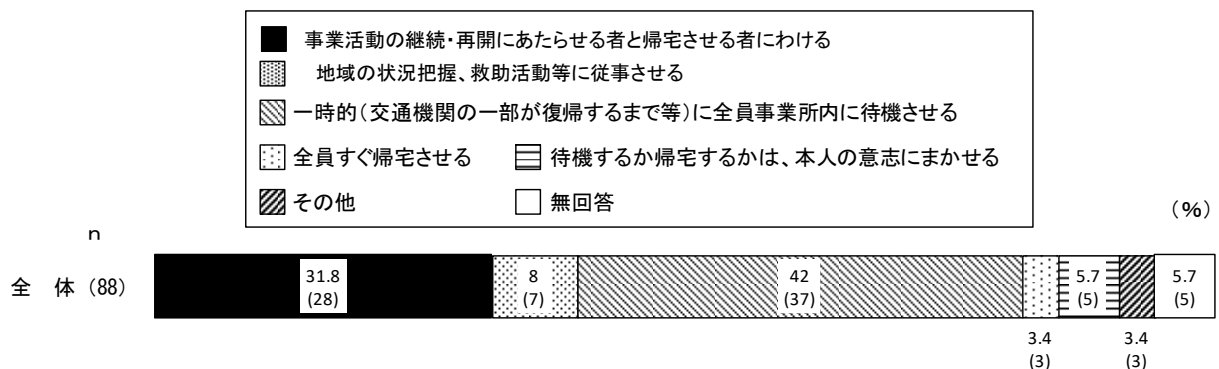 事業活動の継続・再開にあたらせる者と帰宅させる者にわける
地域の状況把握、救助活動等に従事させる
一時的（交通機関の一部が復帰するまで等）に全員事業所内に待機させる
全員すぐ帰宅させる 待機するか帰宅するかは、本人の意志にまかせる
その他 無回答
（％）
n
全 体 (88) 31.8 8 42 5.7 5.7
(28) (7) (37) (5) (5)
3.4 3.4
(3) (3)